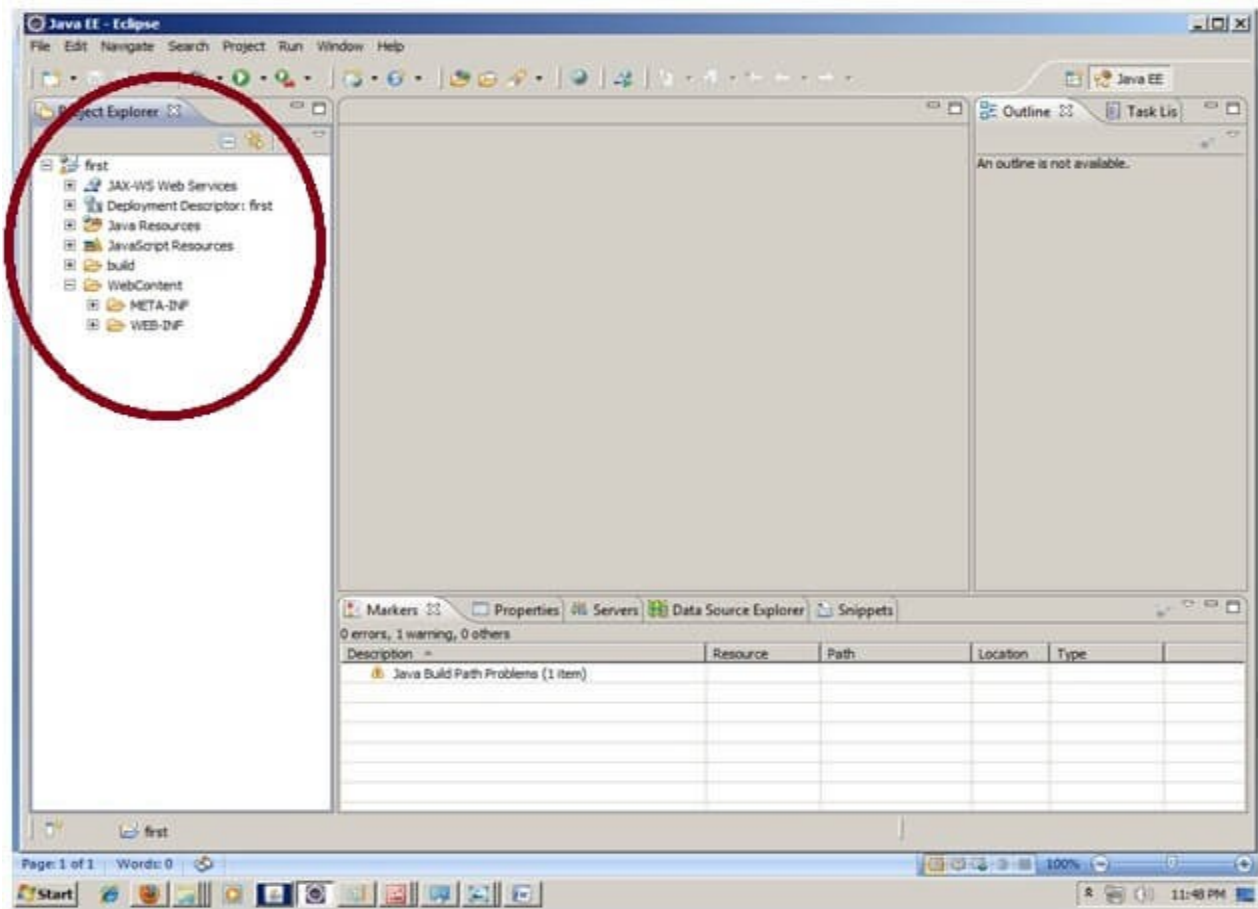 Java EE - Eclipse
File Edit Navigate Search Project Run Window Help
Java EE
Project Explorer
first
JAX-WS Web Services
Deployment Descriptor: first
Java Resources
JavaScript Resources
build
WebContent
META-INF
WEB-INF
Outline Task Lis
An outline is not available.
Markers Properties Servers Data Source Explorer Snippets
0 errors, 1 warning, 0 others
Description Resource Path Location Type
Java Build Path Problems (1 item)
first
Page: 1 of 1 Words: 0 100%
Start 11:48 PM